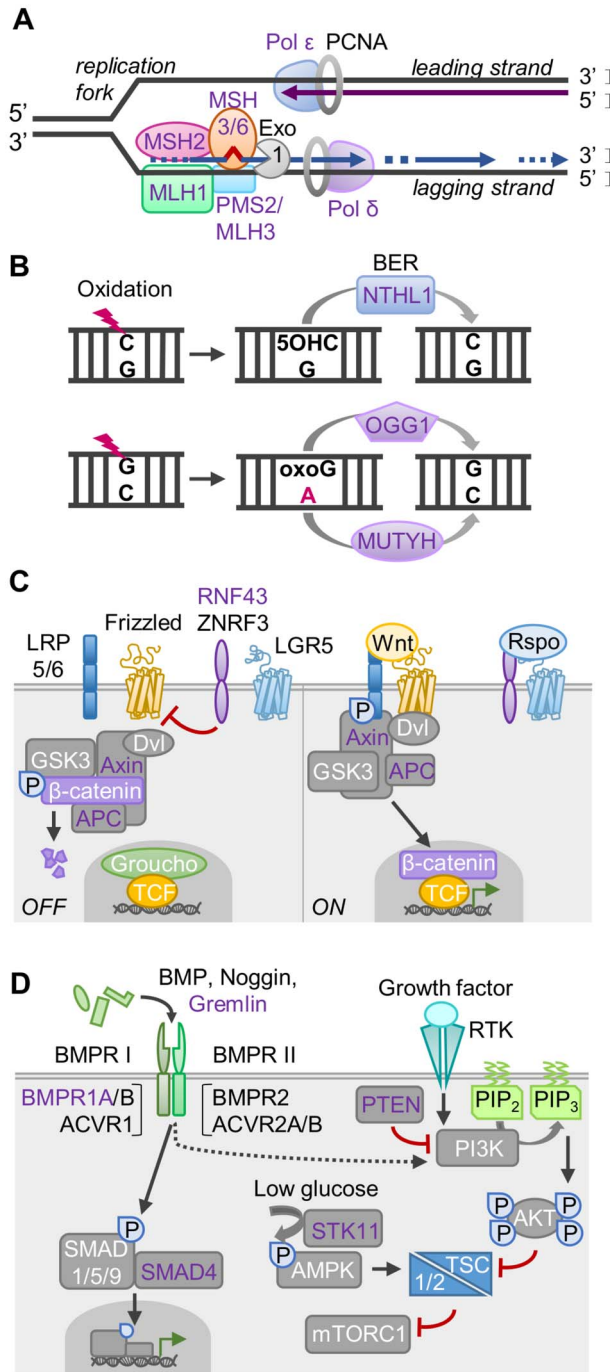 A
Pol ε PCNA
replication
fork
leading strand
3'
5'
5'
3'
MSH
3/6
MSH2
Exo
1
MLH1
PMS2/
MLH3
Pol δ
lagging strand
3'
5'
B
BER
Oxidation
NTHL1
C
G
5OHC
G
C
G
OGG1
G
C
oxoG
A
G
C
MUTYH
C
RNF43
ZNRF3
LRP
5/6
Frizzled
LGR5
Wnt
Rspo
Dvl
GSK3
Axin
P
β-catenin
APC
Groucho
TCF
OFF
P
Axin
Dvl
GSK3
APC
β-catenin
TCF
ON
D
BMP, Noggin,
Gremlin
Growth factor
RTK
BMPR I
BMPR II
BMPR1A/B
ACVR1
BMPR2
ACVR2A/B
PTEN
PIP2
PIP3
PI3K
P
SMAD
1/5/9
SMAD4
Low glucose
STK11
P
AMPK
TSC
1/2
P
P
AKT
P
P
mTORC1